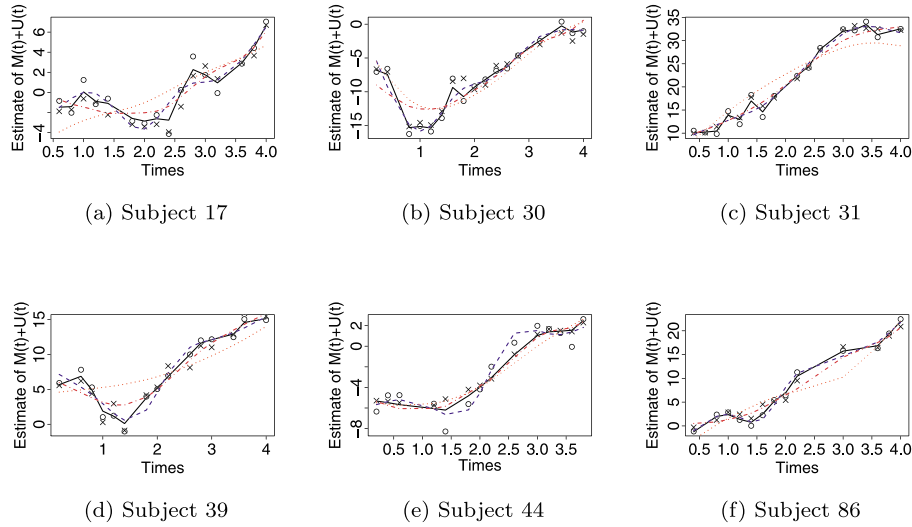 Estimate of M(t)+U(t)
6
4
2
0
−4
0.5 1.0 1.5 2.0 2.5 3.0 3.5 4.0
Times
(a) Subject 17
Estimate of M(t)+U(t)
0
−5
−10
−15
1 2 3 4
Times
(b) Subject 30
Estimate of M(t)+U(t)
35
30
25
20
15
10
0.5 1.0 1.5 2.0 2.5 3.0 3.5 4.0
Times
(c) Subject 31
Estimate of M(t)+U(t)
15
10
5
0
1 2 3 4
Times
(d) Subject 39
Estimate of M(t)+U(t)
2
0
−4
−8
0.5 1.0 1.5 2.0 2.5 3.0 3.5
Times
(e) Subject 44
Estimate of M(t)+U(t)
20
15
10
5
0
0.5 1.0 1.5 2.0 2.5 3.0 3.5 4.0
Times
(f) Subject 86